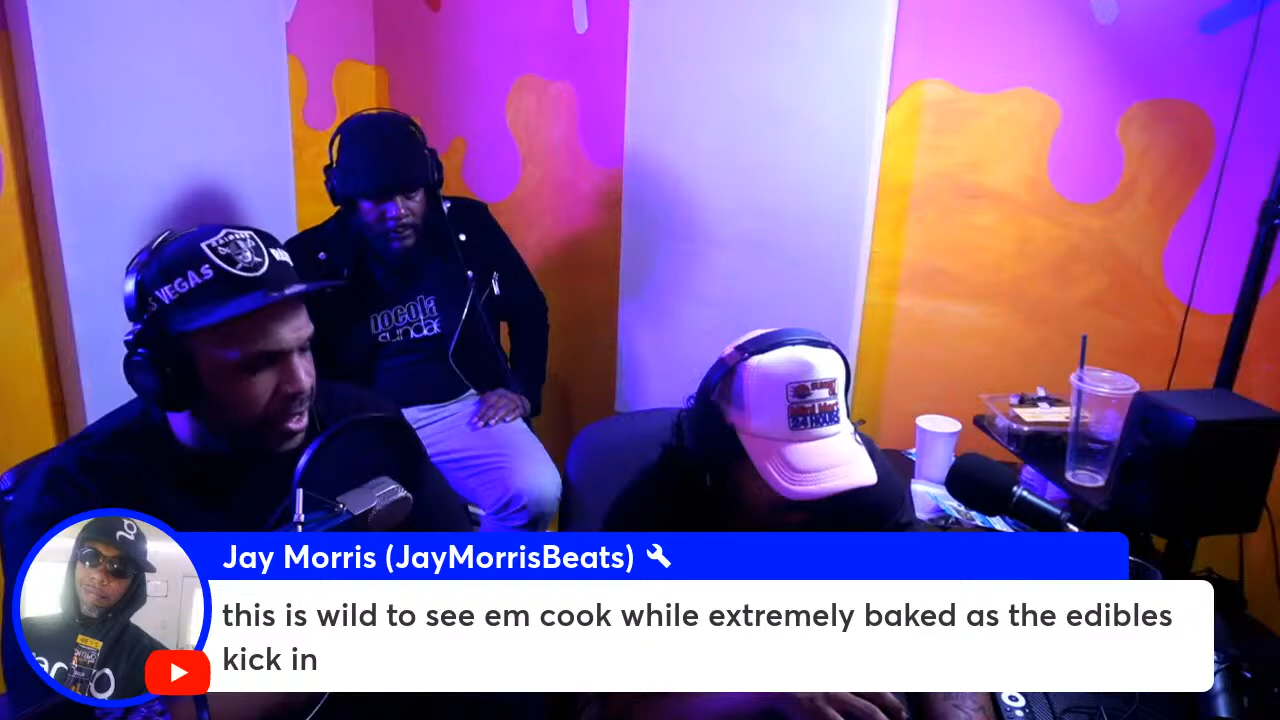 RAIDERS
S VEGAS
24 HOURS
Jay Morris (JayMorrisBeats)
this is wild to see em cook while extremely baked as the edibles
kick in